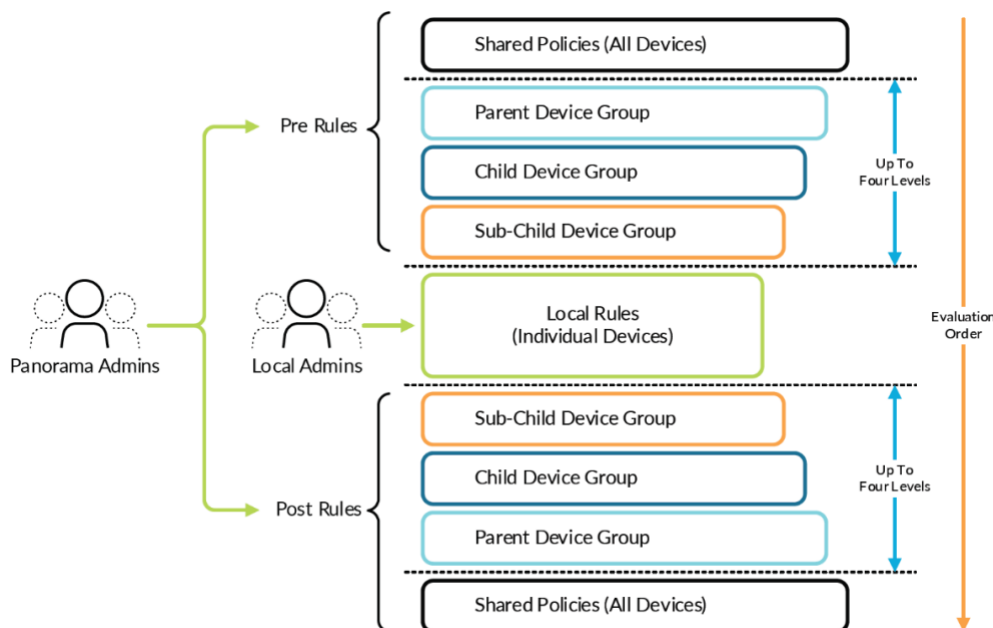 Shared Policies (All Devices)
Parent Device Group
Pre Rules
Child Device Group
Up To
Four Levels
Sub-Child Device Group
Local Rules
(Individual Devices)
Evaluation
Order
Panorama Admins
Local Admins
Sub-Child Device Group
Child Device Group
Up To
Four Levels
Post Rules
Parent Device Group
Shared Policies (All Devices)